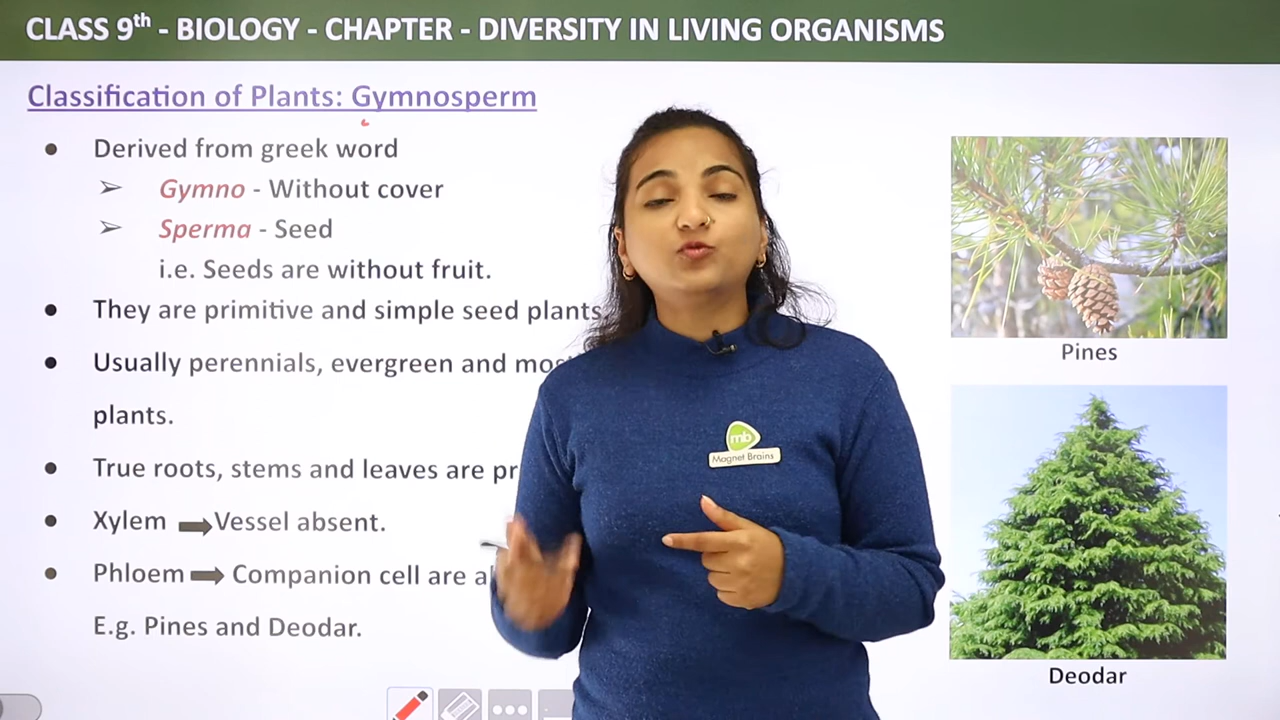 CLASS 9th - BIOLOGY - CHAPTER - DIVERSITY IN LIVING ORGANISMS
Classification of Plants: Gymnosperm
Derived from greek word
Gymno - Without cover
Sperma - Seed
i.e. Seeds are without fruit.
They are primitive and simple seed plants
Usually perennials, evergreen and
plants.
True roots, stems and leaves are
Xylem Vessel absent.
Phloem Companion cell are
E.g. Pines and Deodar.
Pines
Deodar
mb
Magnet Brains